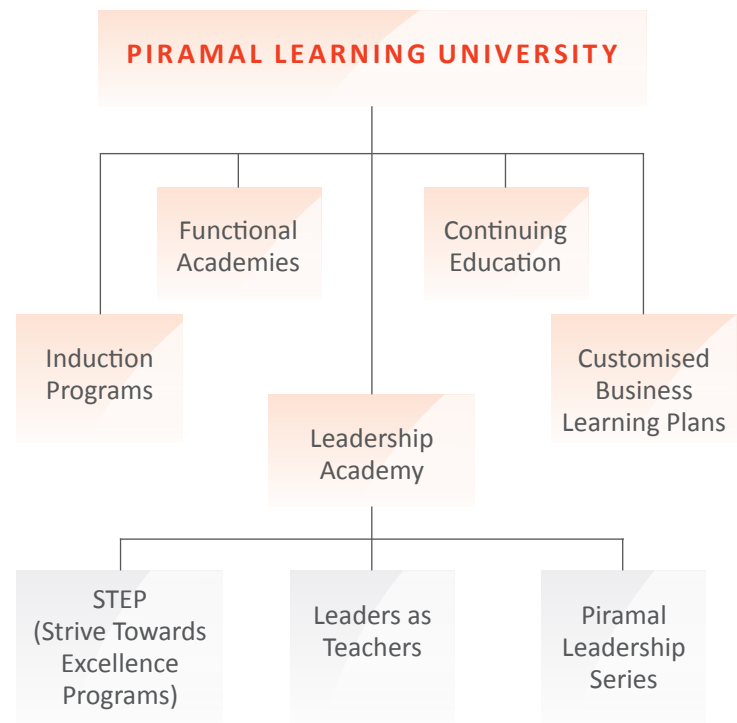 PIRAMAL LEARNING UNIVERSITY
Functional
Academies
Continuing
Education
Induction
Programs
Customised
Business
Learning Plans
Leadership
Academy
STEP
(Strive Towards
Excellence
Programs)
Leaders as
Teachers
Piramal
Leadership
Series